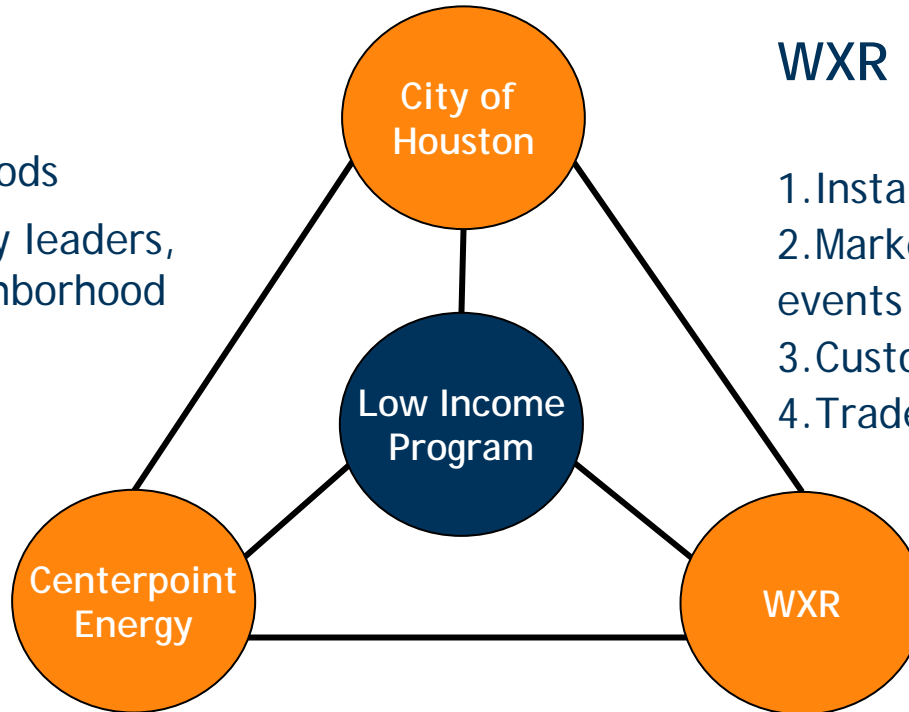 City of
Houston
ods
y leaders,
hborhood
Low Income
Program
Centerpoint
Energy
WXR
WXR
1.Insta
2.Mark
events
3.Custo
4.Trade